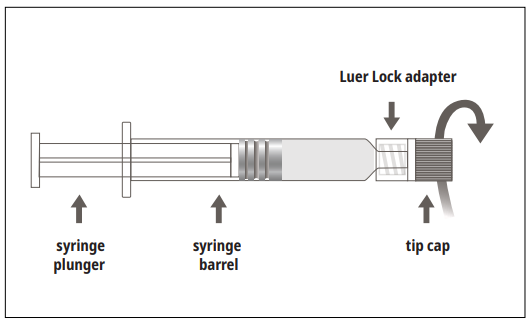 Luer Lock adapter
syringe
plunger
syringe
barrel
tip cap